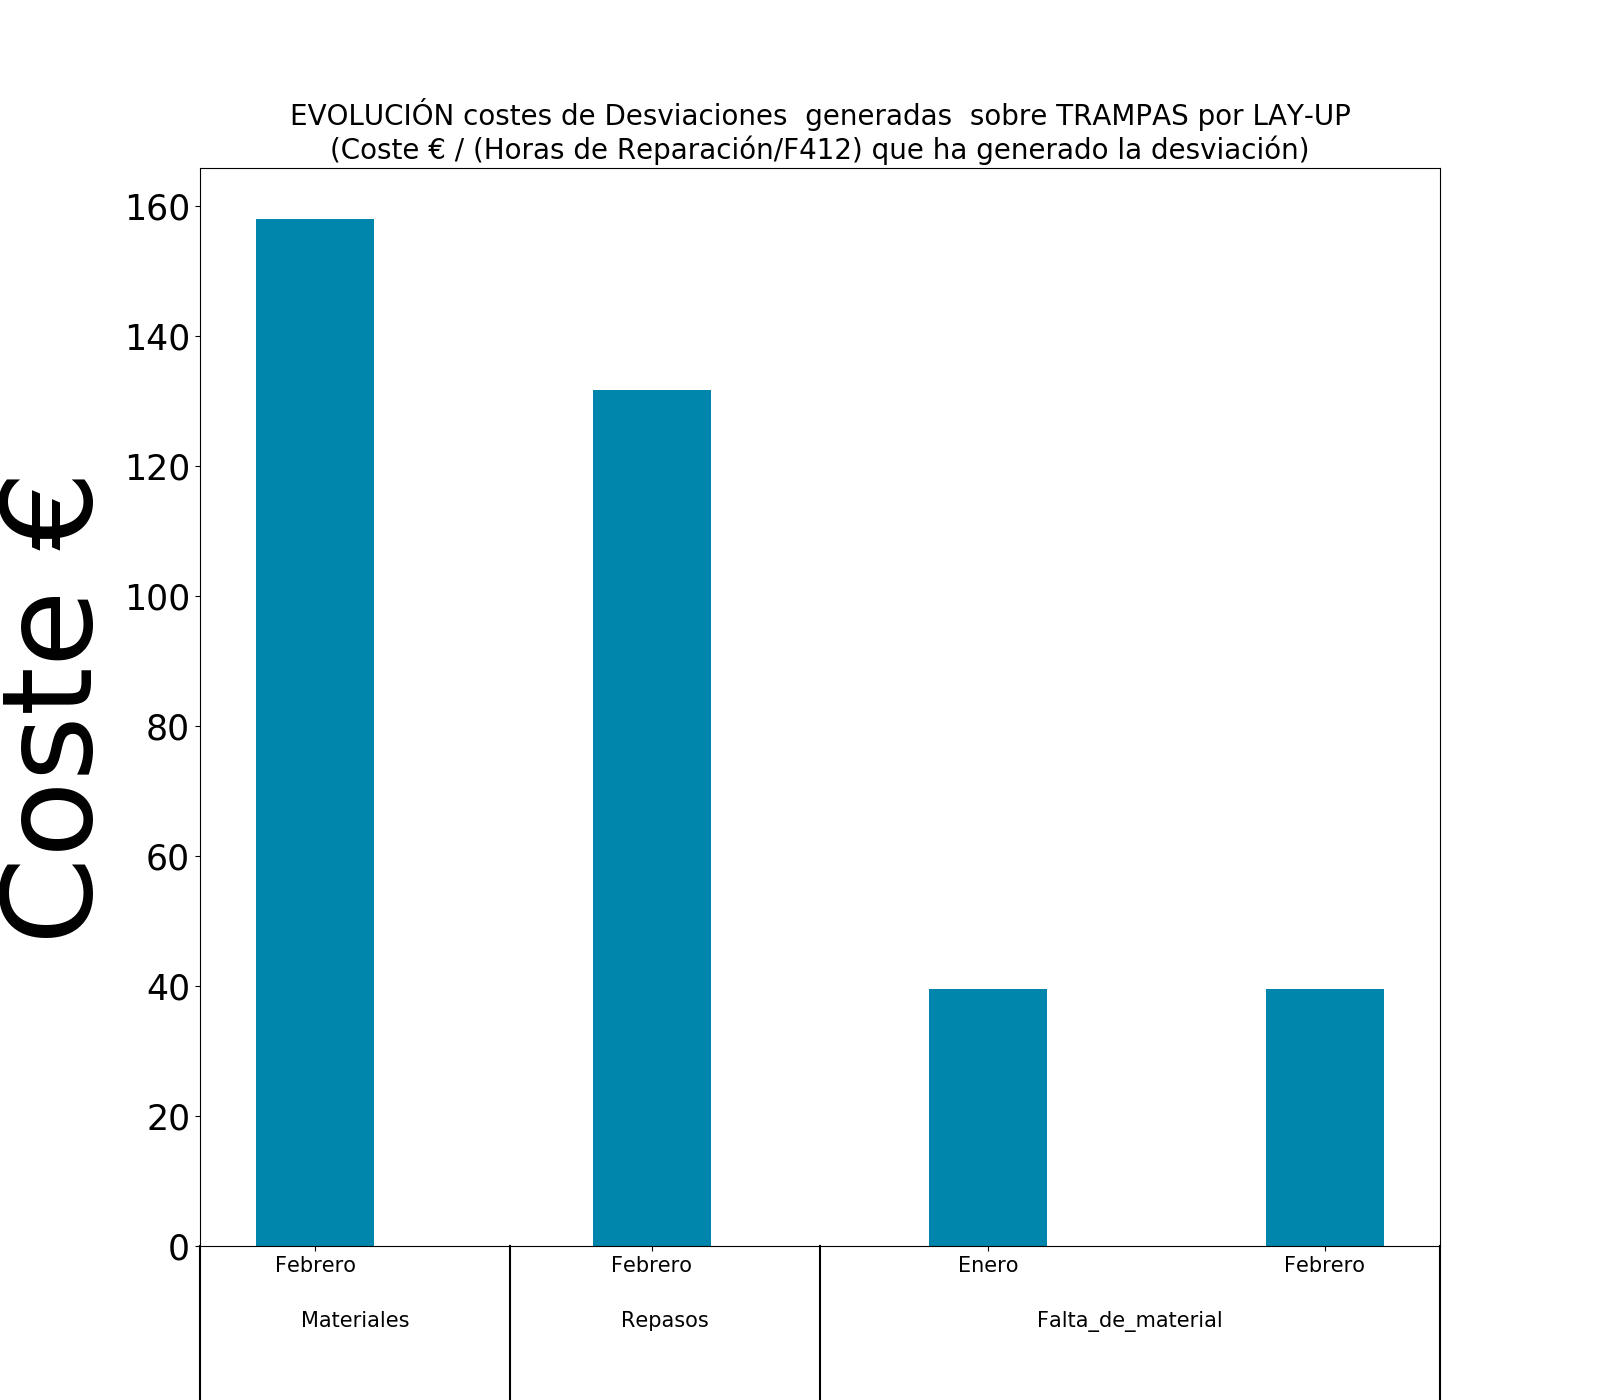 EVOLUCIÓN costes de Desviaciones  generadas  sobre TRAMPAS por LAY-UP
(Coste € / (Horas de Reparación/F412) que ha generado la desviación)
Coste €
160
140
120
100
80
60
40
20
0
Febrero Febrero Enero Febrero
Materiales Repasos Falta_de_material